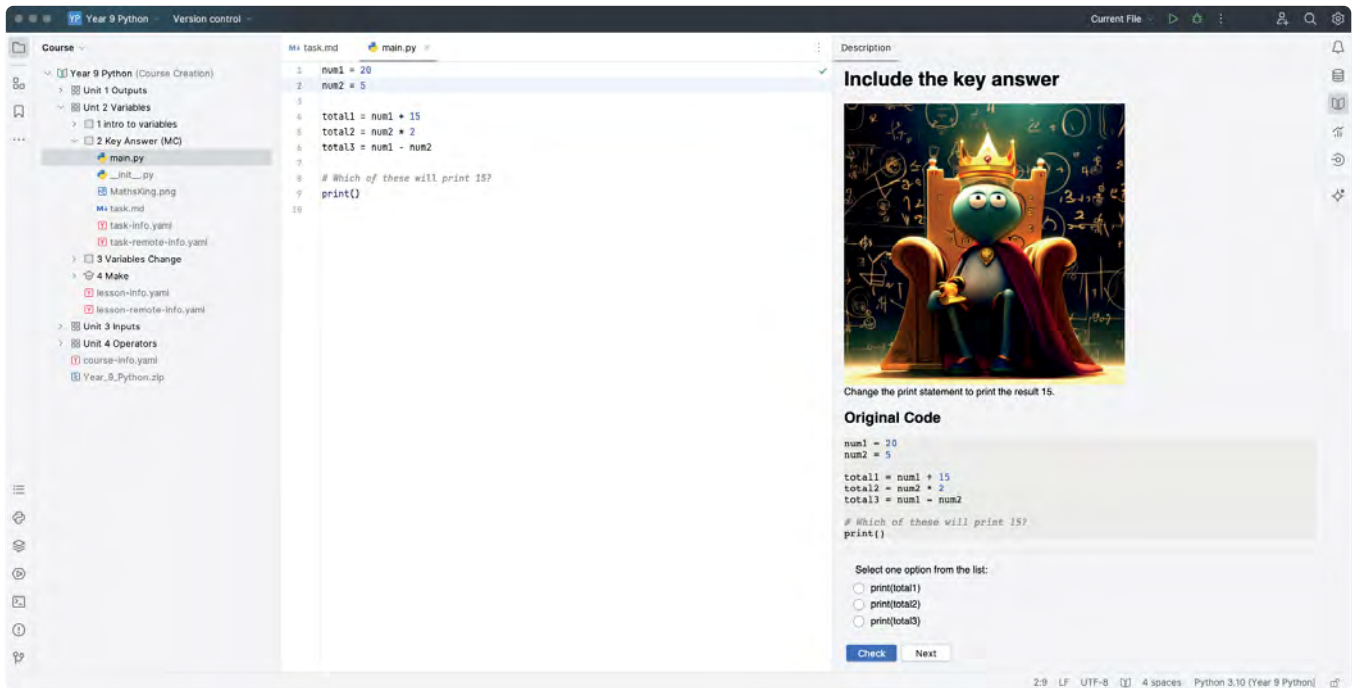 YP Year 9 Python Version control Current File
Course
Year 9 Python (Course Creation)
Unit 1 Outputs
Unt 2 Variables
1 intro to variables
2 Key Answer (MC)
main.py
__init__.py
MathsKing.png
M↓ task.md
task-info.yaml
task-remote-info.yaml
3 Variables Change
4 Make
lesson-info.yaml
lesson-remote-info.yaml
Unit 3 Inputs
Unit 4 Operators
course-info.yaml
Year_9_Python.zip
M↓ task.md main.py
1 num1 = 20
2 num2 = 5
3
4 total1 = num1 + 15
5 total2 = num2 * 2
6 total3 = num1 - num2
7
8 # Which of these will print 15?
9 print()
10
Description
Include the key answer
Change the print statement to print the result 15.
Original Code
num1 = 20
num2 = 5
total1 = num1 + 15
total2 = num2 * 2
total3 = num1 - num2
# Which of these will print 15?
print()
Select one option from the list:
print(total1)
print(total2)
print(total3)
Check Next
2:9 LF UTF-8 4 spaces Python 3.10 (Year 9 Python)